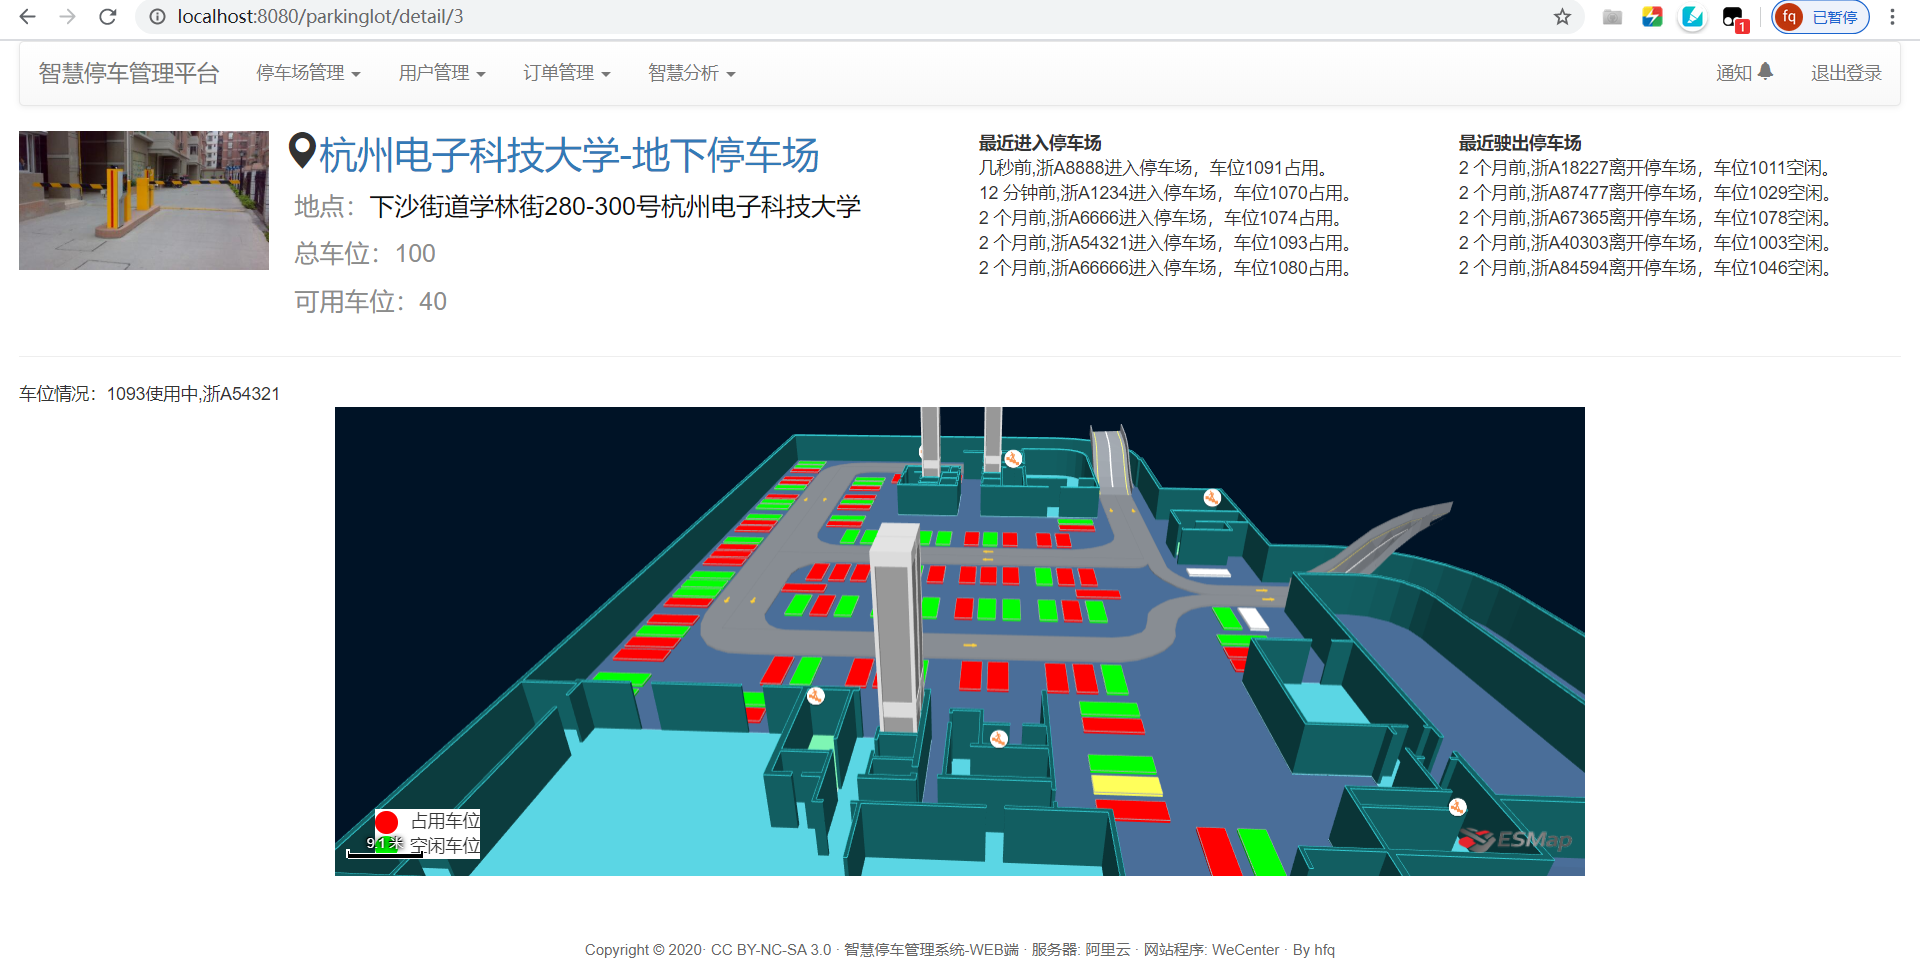 localhost:8080/parkinglot/detail/3
fq 已暂停
1
智慧停车管理平台 停车场管理 用户管理 订单管理 智慧分析 通知 退出登录
杭州电子科技大学-地下停车场
地点：下沙街道学林街280-300号杭州电子科技大学
总车位：100
可用车位：40
最近进入停车场
几秒前,浙A8888进入停车场，车位1091占用。
12 分钟前,浙A1234进入停车场，车位1070占用。
2 个月前,浙A6666进入停车场，车位1074占用。
2 个月前,浙A54321进入停车场，车位1093占用。
2 个月前,浙A66666进入停车场，车位1080占用。
最近驶出停车场
2 个月前,浙A18227离开停车场，车位1011空闲。
2 个月前,浙A87477离开停车场，车位1029空闲。
2 个月前,浙A67365离开停车场，车位1078空闲。
2 个月前,浙A40303离开停车场，车位1003空闲。
2 个月前,浙A84594离开停车场，车位1046空闲。
车位情况：1093使用中,浙A54321
占用车位
空闲车位
9.1 米
ESMap
Copyright © 2020· CC BY-NC-SA 3.0 · 智慧停车管理系统-WEB端 · 服务器: 阿里云 · 网站程序: WeCenter · By hfq